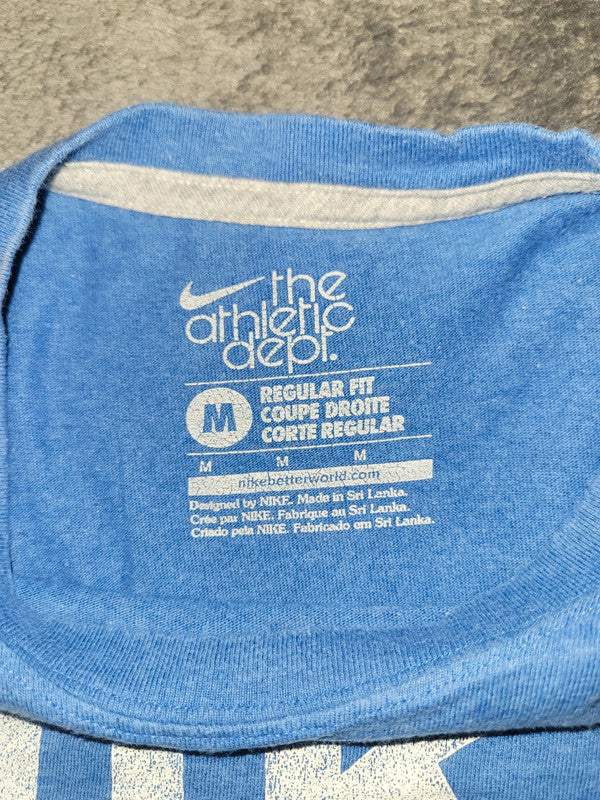 the
athletic
dept.
M REGULAR FIT
COUPE DROITE
CORTE REGULAR
M M M
nikebetterworld.com
Designed by NIKE. Made in Sri Lanka.
Crée par NIKE. Fabrique au Sri Lanka.
Criado pela NIKE. Fabricado em Sri Lanka.